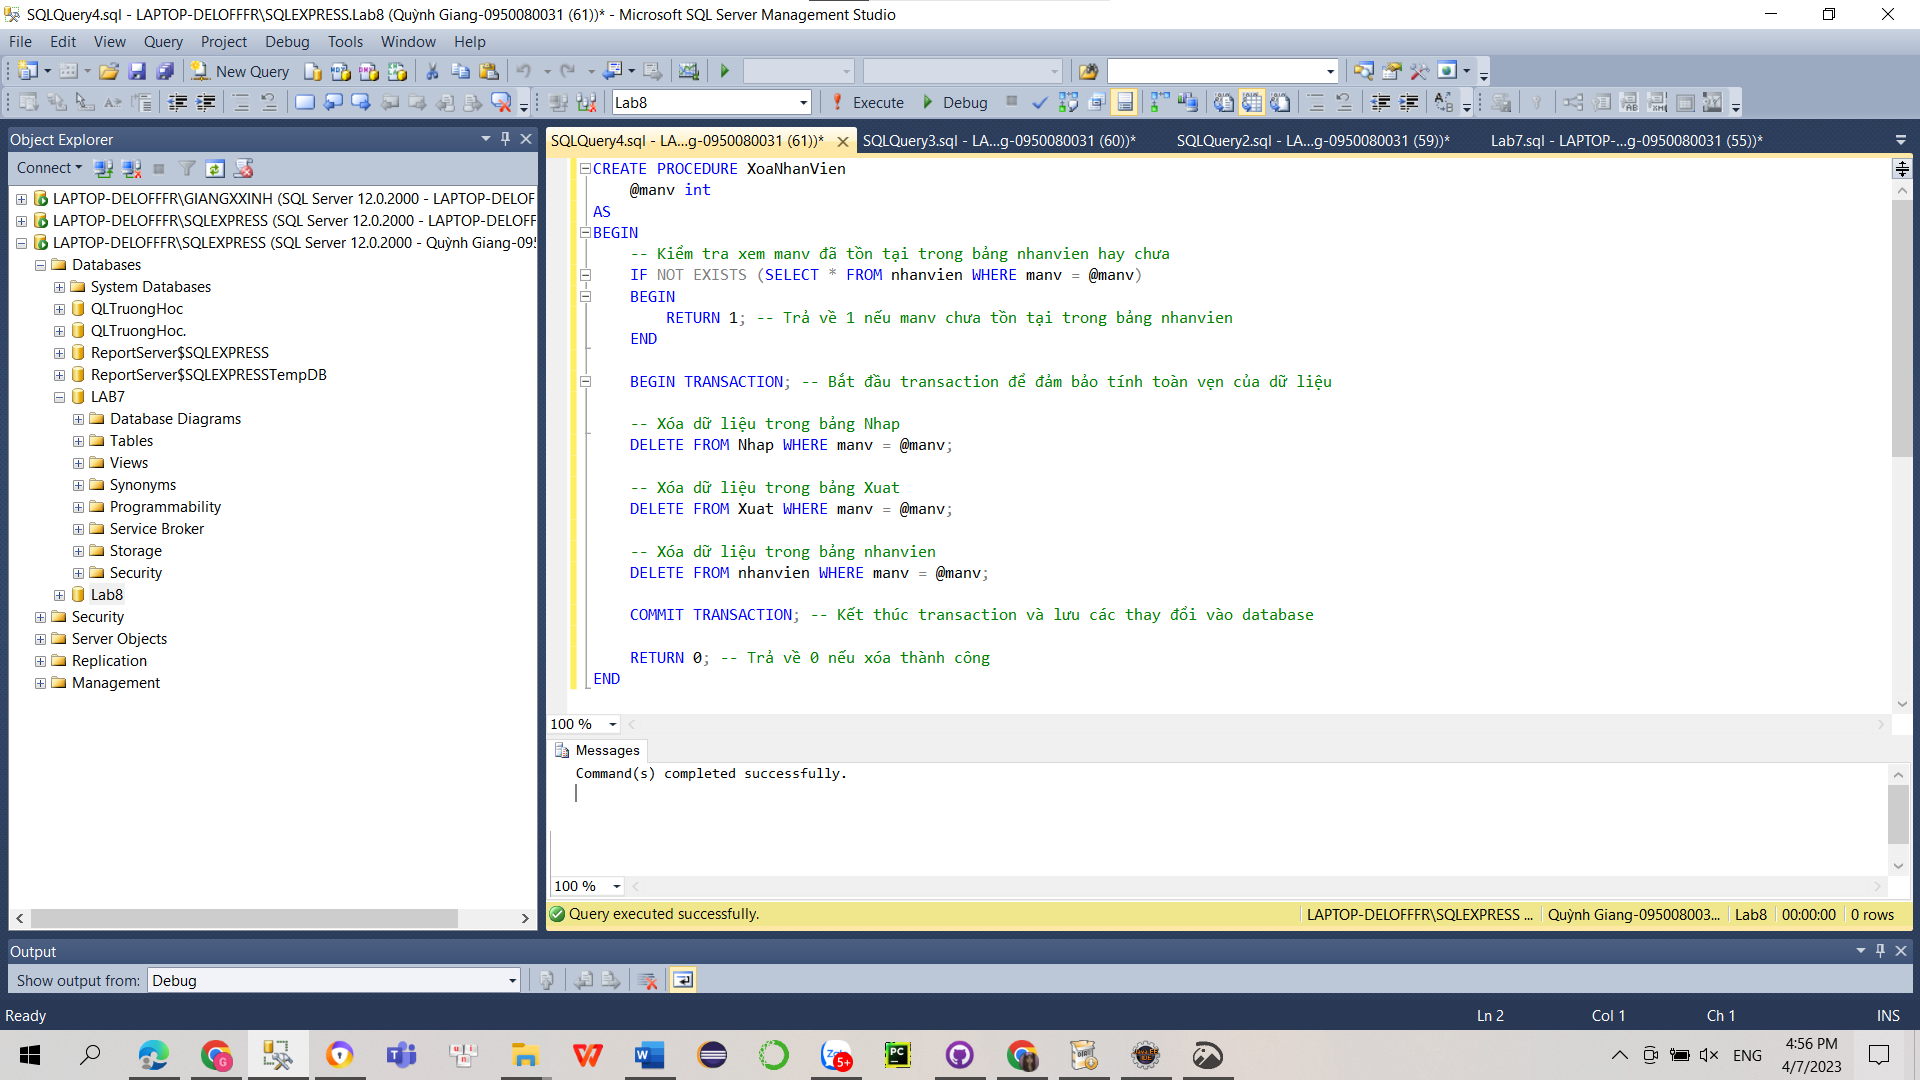 SQLQuery4.sql - LAPTOP-DELOFFFR\SQLEXPRESS.Lab8 (Quỳnh Giang-0950080031 (61))* - Microsoft SQL Server Management Studio
File Edit View Query Project Debug Tools Window Help
New Query
Lab8 Execute Debug
Object Explorer
Connect
LAPTOP-DELOFFFR\GIANGXXINH (SQL Server 12.0.2000 - LAPTOP-DELOF
LAPTOP-DELOFFFR\SQLEXPRESS (SQL Server 12.0.2000 - LAPTOP-DELOFF
LAPTOP-DELOFFFR\SQLEXPRESS (SQL Server 12.0.2000 - Quỳnh Giang-09
Databases
System Databases
QLTruongHoc
QLTruongHoc.
ReportServer$SQLEXPRESS
ReportServer$SQLEXPRESSTempDB
LAB7
Database Diagrams
Tables
Views
Synonyms
Programmability
Service Broker
Storage
Security
Lab8
Security
Server Objects
Replication
Management
SQLQuery4.sql - LA...g-0950080031 (61))* SQLQuery3.sql - LA...g-0950080031 (60))* SQLQuery2.sql - LA...g-0950080031 (59))* Lab7.sql - LAPTOP-...g-0950080031 (55))*
CREATE PROCEDURE XoaNhanVien
@manv int
AS
BEGIN
-- Kiểm tra xem manv đã tồn tại trong bảng nhanvien hay chưa
IF NOT EXISTS (SELECT * FROM nhanvien WHERE manv = @manv)
BEGIN
RETURN 1; -- Trả về 1 nếu manv chưa tồn tại trong bảng nhanvien
END
BEGIN TRANSACTION; -- Bắt đầu transaction để đảm bảo tính toàn vẹn của dữ liệu
-- Xóa dữ liệu trong bảng Nhap
DELETE FROM Nhap WHERE manv = @manv;
-- Xóa dữ liệu trong bảng Xuat
DELETE FROM Xuat WHERE manv = @manv;
-- Xóa dữ liệu trong bảng nhanvien
DELETE FROM nhanvien WHERE manv = @manv;
COMMIT TRANSACTION; -- Kết thúc transaction và lưu các thay đổi vào database
RETURN 0; -- Trả về 0 nếu xóa thành công
END
100 %
Messages
Command(s) completed successfully.
100 %
Query executed successfully. LAPTOP-DELOFFFR\SQLEXPRESS ... Quỳnh Giang-095008003... Lab8 00:00:00 0 rows
Output
Show output from: Debug
Ready Ln 2 Col 1 Ch 1 INS
5+ PC ENG 4:56 PM
4/7/2023